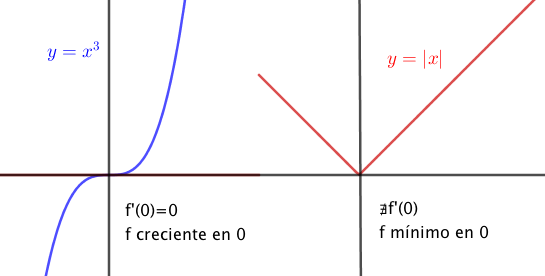 y = x³
y = |x|
f'(0)=0
f creciente en 0
∄f'(0)
f mínimo en 0